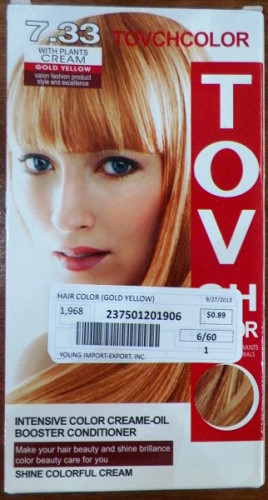 7.33
WITH PLANTS
CREAM
GOLD YELLOW
salon fashion product
style and excellence
TOVCHCOLOR
TOV
CH
OR
HAIR COLOR (GOLD YELLOW)
9/27/2013
1,968
237501201906
$0.89
6/60
1
YOUNG IMPORT-EXPORT, INC.
INTENSIVE COLOR CREAME-OIL
BOOSTER CONDITIONER
Make your hair beauty and shine brillance
color beauty care for you
SHINE COLORFUL CREAM